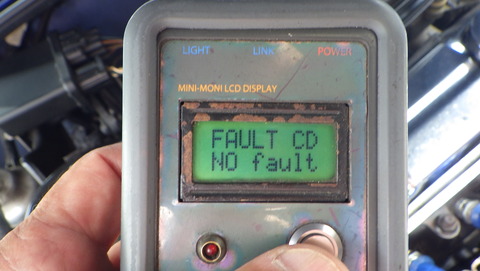 LIGHT LINK POWER
MINI-MONI LCD DISPLAY
FAULT CD
NO fault